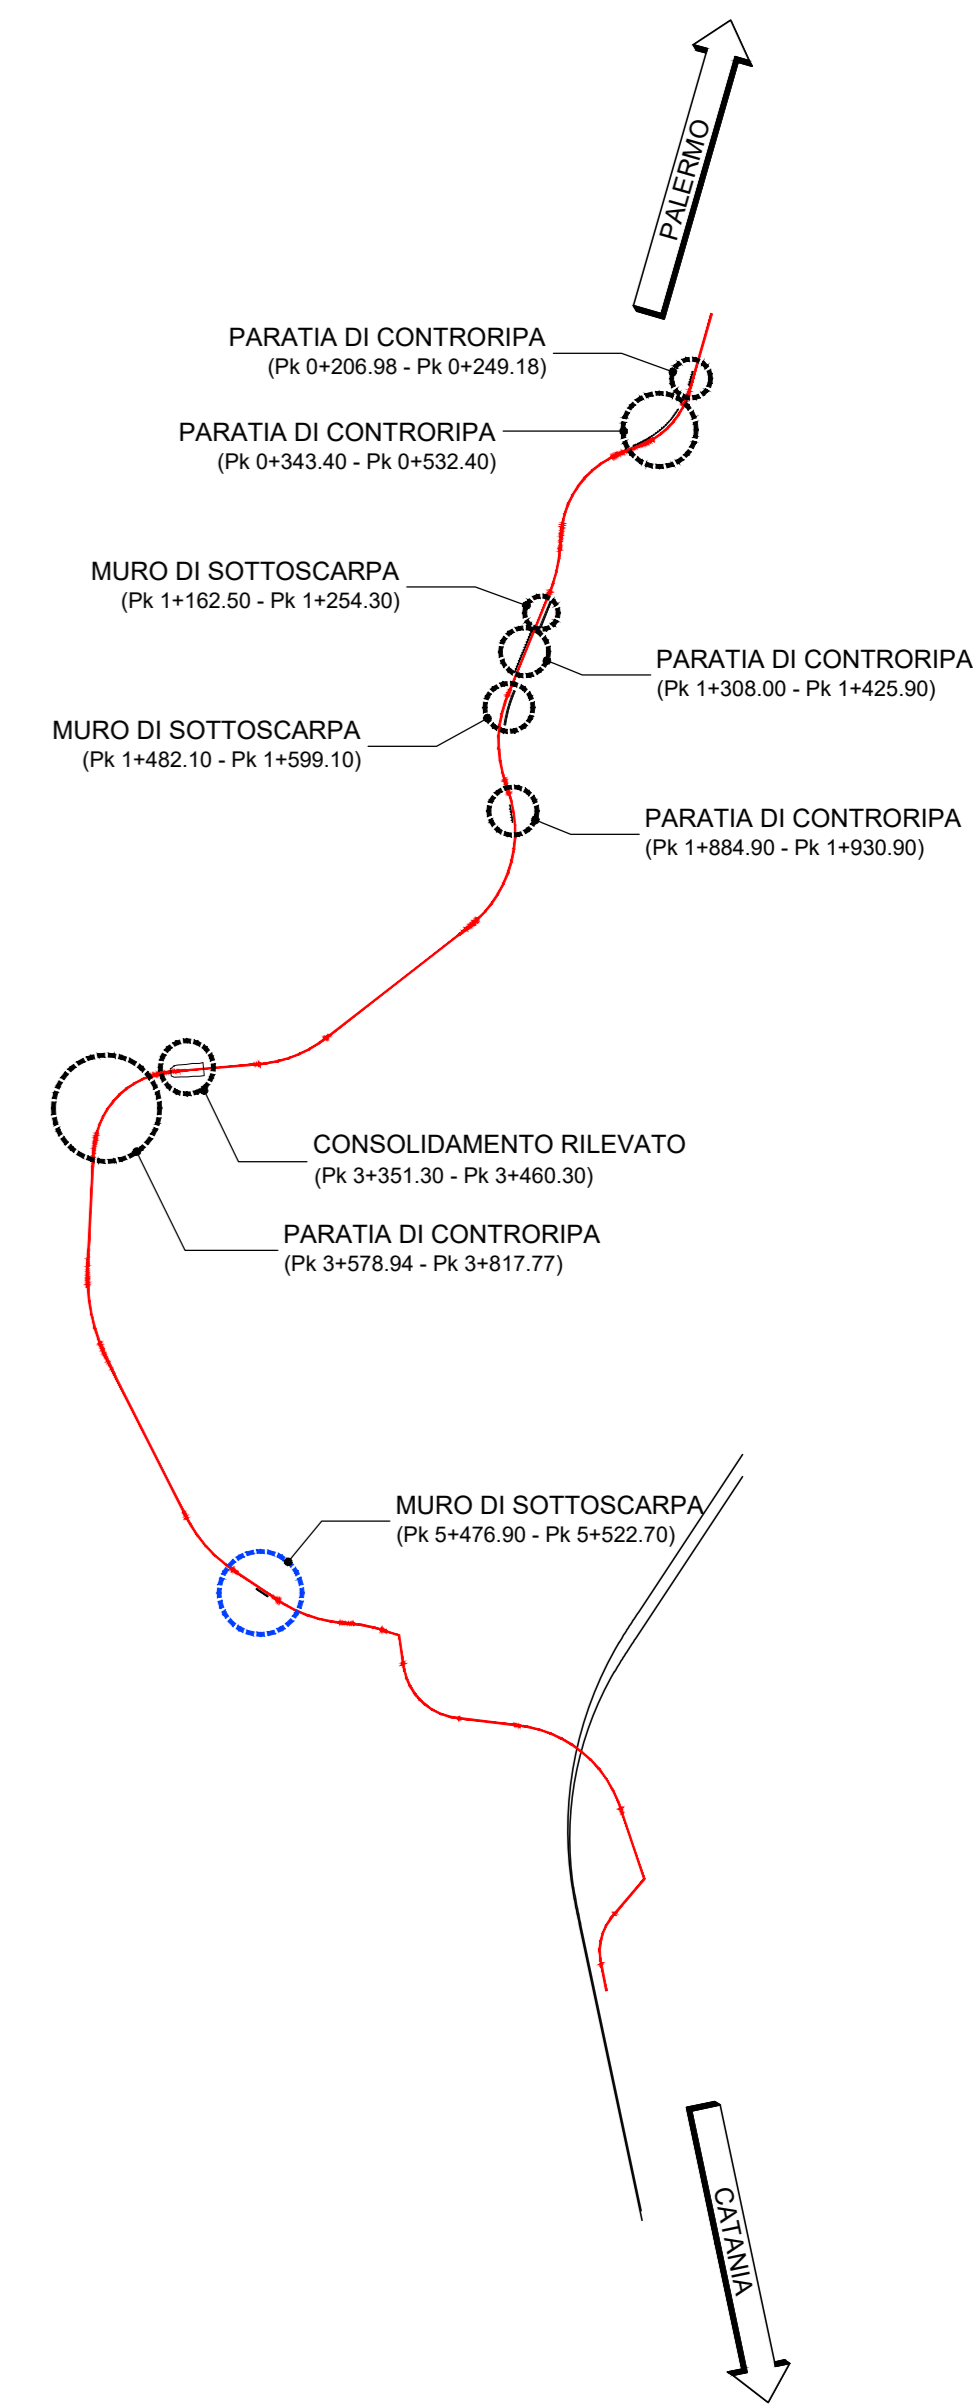 PALERMO
PARATIA DI CONTRORIPA
(Pk 0+206.98 - Pk 0+249.18)
PARATIA DI CONTRORIPA
(Pk 0+343.40 - Pk 0+532.40)
MURO DI SOTTOSCARPA
(Pk 1+162.50 - Pk 1+254.30)
PARATIA DI CONTRORIPA
(Pk 1+308.00 - Pk 1+425.90)
MURO DI SOTTOSCARPA
(Pk 1+482.10 - Pk 1+599.10)
PARATIA DI CONTRORIPA
(Pk 1+884.90 - Pk 1+930.90)
CONSOLIDAMENTO RILEVATO
(Pk 3+351.30 - Pk 3+460.30)
PARATIA DI CONTRORIPA
(Pk 3+578.94 - Pk 3+817.77)
MURO DI SOTTOSCARPA
(Pk 5+476.90 - Pk 5+522.70)
CATANIA